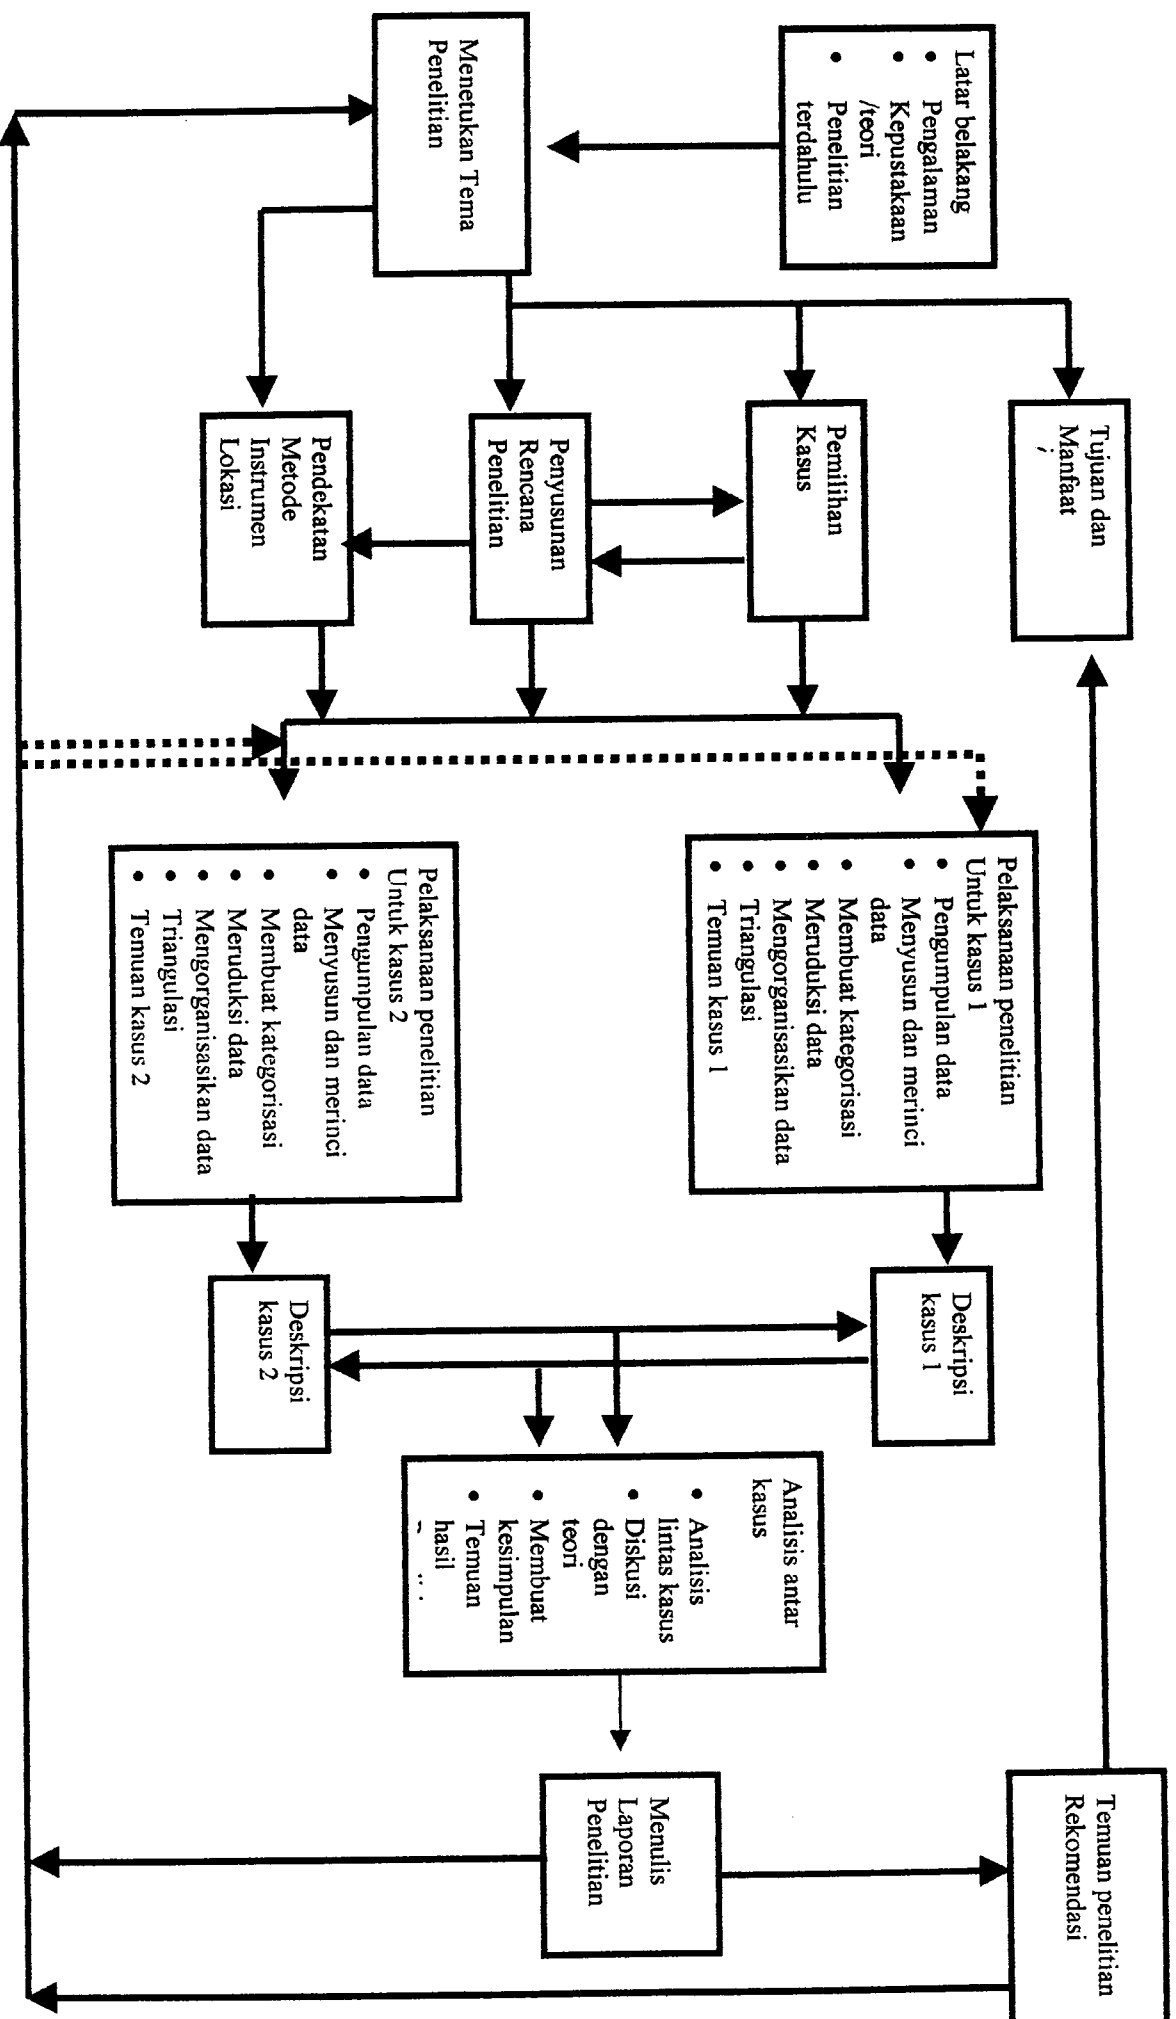 Latar belakang
• Pengalaman
• Kepustakaan
/teori
• Penelitian
terdahulu
Menetukan Tema
Penelitian
Tujuan dan
Manfaat
Pemilihan
Kasus
Penyusunan
Rencana
Penelitian
Pendekatan
Metode
Instrumen
Lokasi
Pelaksanaan penelitian
Untuk kasus 1
• Pengumpulan data
• Menyusun dan merinci
data
• Membuat kategorisasi
• Meruduksi data
• Mengorganisasikan data
• Triangulasi
• Temuan kasus 1
Pelaksanaan penelitian
Untuk kasus 2
• Pengumpulan data
• Menyusun dan merinci
data
• Membuat kategorisasi
• Meruduksi data
• Mengorganisasikan data
• Triangulasi
• Temuan kasus 2
Deskripsi
kasus 1
Deskripsi
kasus 2
Analisis antar
kasus
• Analisis
lintas kasus
• Diskusi
dengan
teori
• Membuat
kesimpulan
• Temuan
hasil
Menulis
Laporan
Penelitian
Temuan penelitian
Rekomendasi